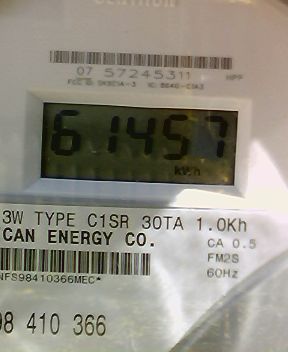 07 57245311 HPF
61457
kWh
3W TYPE C1SR 30TA 1.0Kh
CAN ENERGY CO.
CA 0.5
FM2S
60Hz
NFS98410366MEC*
98 410 366